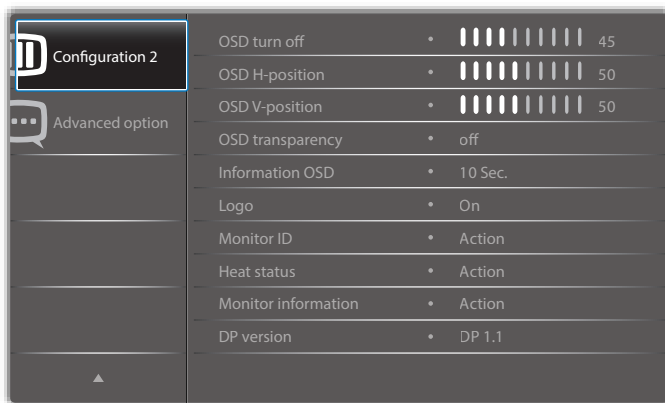 Configuration 2
Advanced option
OSD turn off • 45
OSD H-position • 50
OSD V-position • 50
OSD transparency • off
Information OSD • 10 Sec.
Logo • On
Monitor ID • Action
Heat status • Action
Monitor information • Action
DP version • DP 1.1